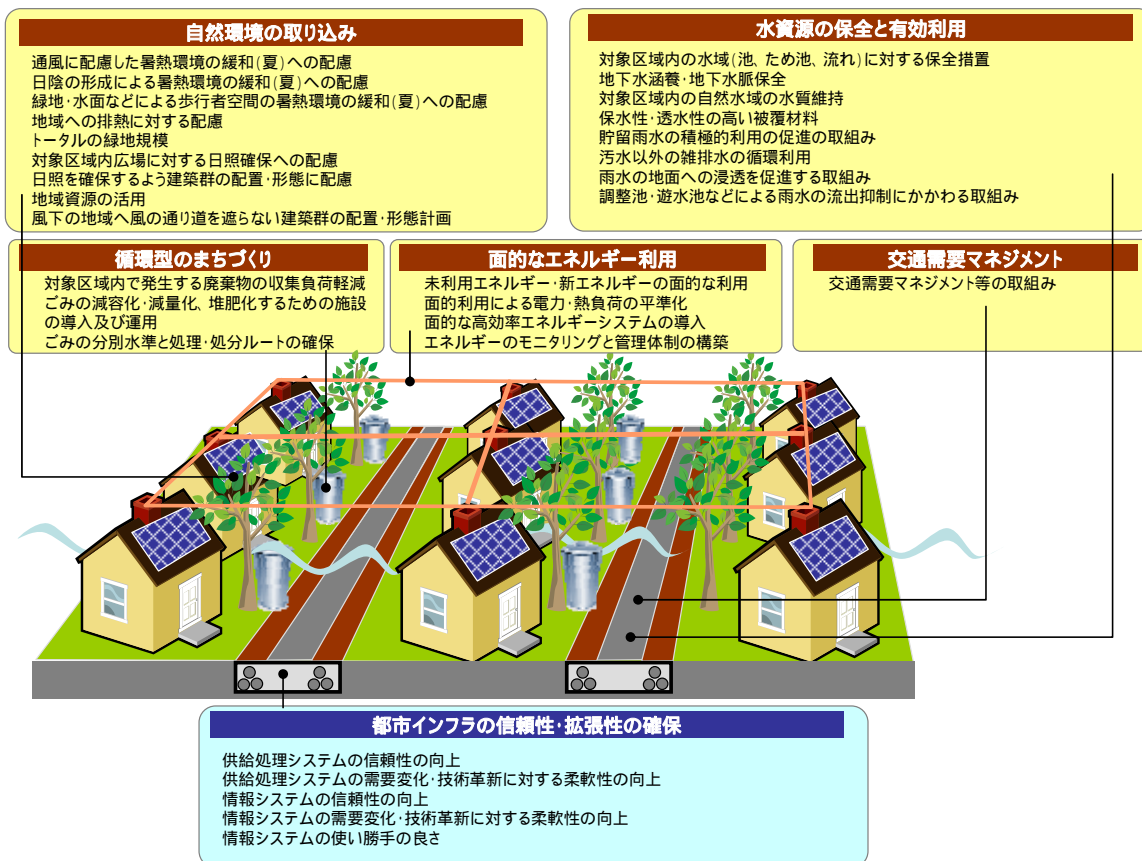 自然環境の取り込み
通風に配慮した暑熱環境の緩和(夏)への配慮
日陰の形成による暑熱環境の緩和(夏)への配慮
緑地・水面などによる歩行者空間の暑熱環境の緩和(夏)への配慮
地域への排熱に対する配慮
トータルの緑地規模
対象区域内広場に対する日照確保への配慮
日照を確保するよう建築群の配置・形態に配慮
地域資源の活用
風下の地域へ風の通り道を遮らない建築群の配置・形態計画
水資源の保全と有効利用
対象区域内の水域(池、ため池、流れ)に対する保全措置
地下水涵養・地下水脈保全
対象区域内の自然水域の水質維持
保水性・透水性の高い被覆材料
貯留雨水の積極的利用の促進の取組み
汚水以外の雑排水の循環利用
雨水の地面への浸透を促進する取組み
調整池・遊水池などによる雨水の流出抑制にかかわる取組み
循環型のまちづくり
対象区域内で発生する廃棄物の収集負荷軽減
ごみの減容化・減量化、堆肥化するための施設
の導入及び運用
ごみの分別水準と処理・処分ルートの確保
面的なエネルギー利用
未利用エネルギー・新エネルギーの面的な利用
面的利用による電力・熱負荷の平準化
面的な高効率エネルギーシステムの導入
エネルギーのモニタリングと管理体制の構築
交通需要マネジメント
交通需要マネジメント等の取組み
都市インフラの信頼性・拡張性の確保
供給処理システムの信頼性の向上
供給処理システムの需要変化・技術革新に対する柔軟性の向上
情報システムの信頼性の向上
情報システムの需要変化・技術革新に対する柔軟性の向上
情報システムの使い勝手の良さ